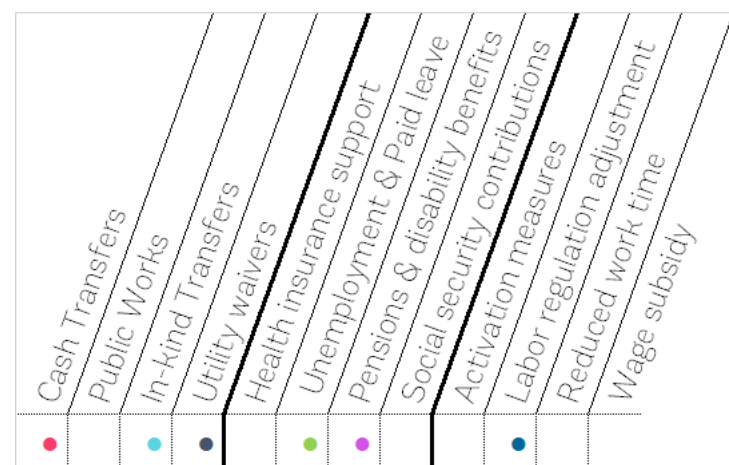 Cash Transfers
Public Works
In-kind Transfers
Utility waivers
Health insurance support
Unemployment & Paid leave
Pensions & disability benefits
Social security contributions
Activation measures
Labor regulation adjustment
Reduced work time
Wage subsidy